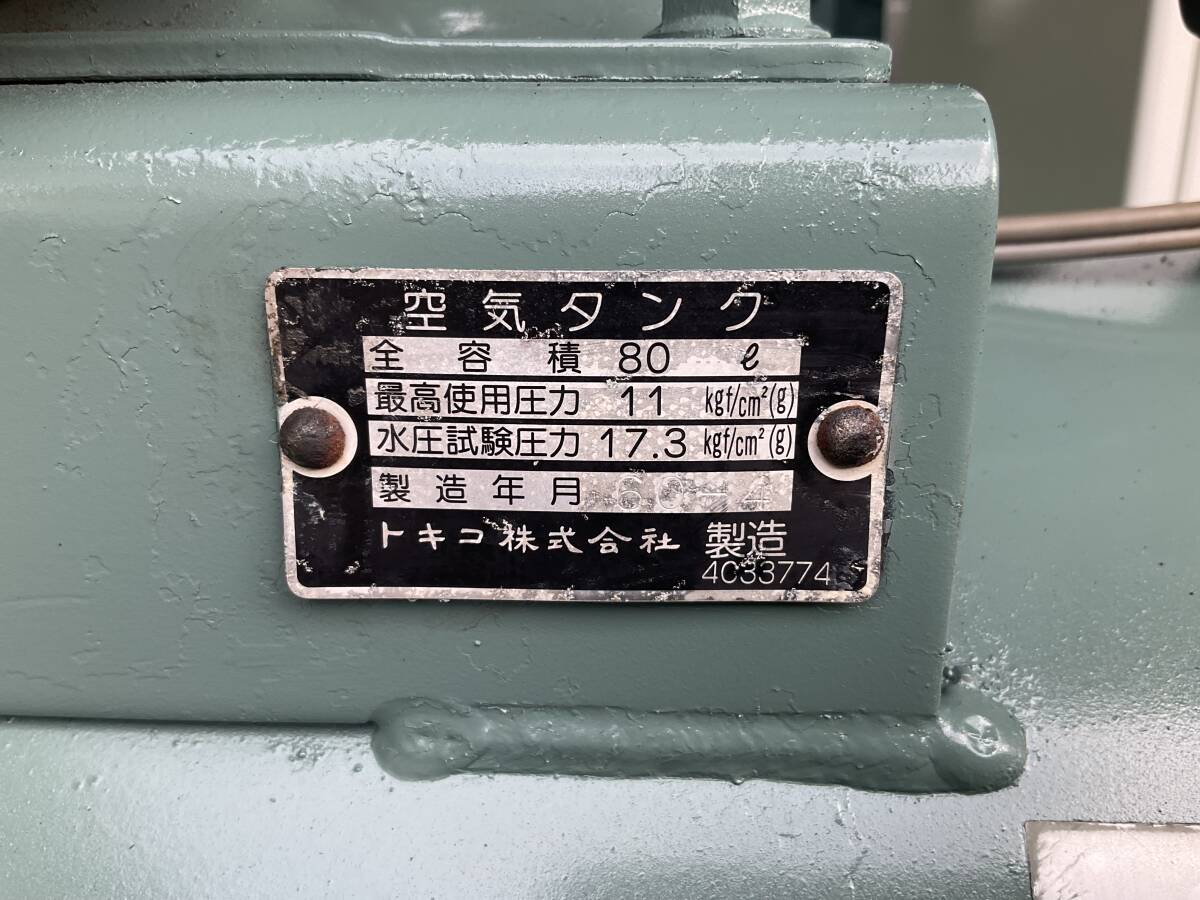 空気タンク
全容積 80 ℓ
最高使用圧力 11 kgf/cm²(g)
水圧試験圧力 17.3 kgf/cm²(g)
製造年月
トキコ株式会社 製造
4C33774